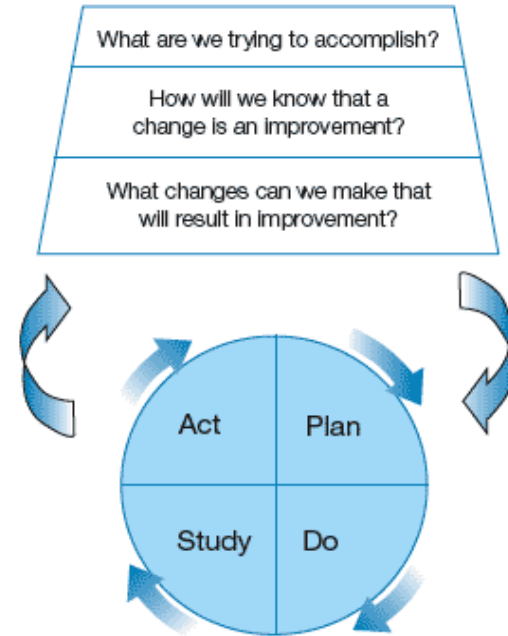 What are we trying to accomplish?
How will we know that a
change is an improvement?
What changes can we make that
will result in improvement?
Act
Plan
Study
Do